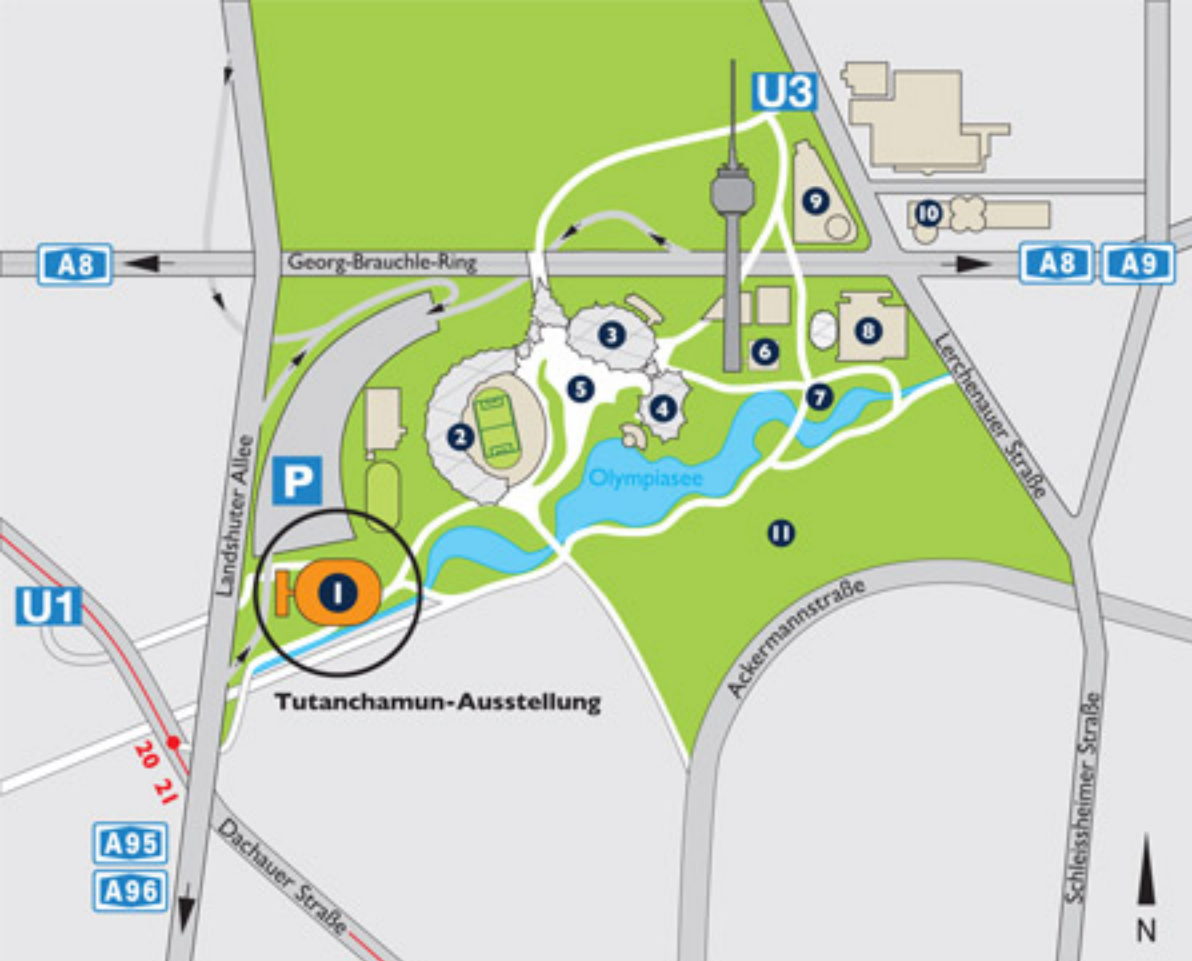 U3
9
10
A8
Georg-Brauchle-Ring
A8
A9
3
8
6
5
7
4
2
Lerchenauer Straße
Landshuter Allee
P
Olympiasee
11
U1
1
Ackermannstraße
Tutanchamun-Ausstellung
20 21
A95
A96
Dachauer Straße
Schleissheimer Straße
N